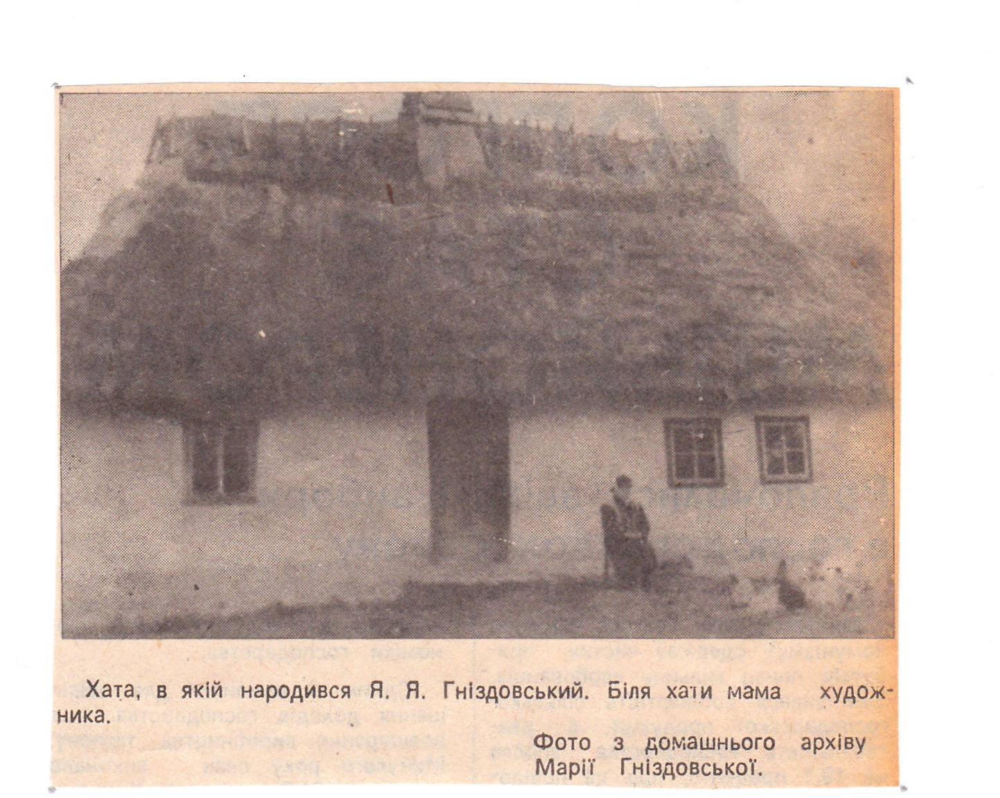 Хата, в якій народився Я. Я. Гніздовський. Біля хати мама худож-
ника.
Фото з домашнього архіву
Марії Гніздовської.